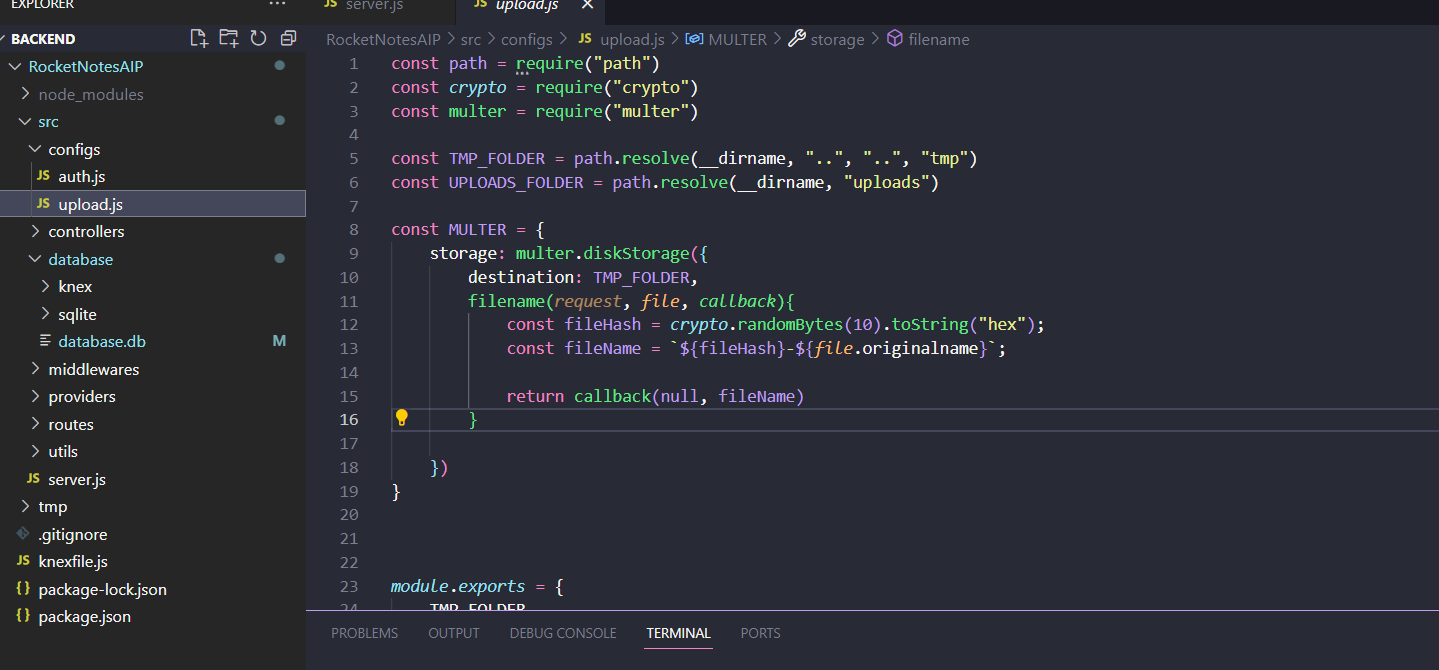 EXPLORER
...
JS server.js
JS upload.js
BACKEND
RocketNotesAIP > src > configs > JS upload.js > MULTER > storage > filename
RocketNotesAIP
node_modules
src
configs
JS auth.js
JS upload.js
controllers
database
knex
sqlite
database.db M
middlewares
providers
routes
utils
JS server.js
tmp
.gitignore
JS knexfile.js
{} package-lock.json
{} package.json
1 const path = require("path")
2 const crypto = require("crypto")
3 const multer = require("multer")
4
5 const TMP_FOLDER = path.resolve(__dirname, "..", "..", "tmp")
6 const UPLOADS_FOLDER = path.resolve(__dirname, "uploads")
7
8 const MULTER = {
9 storage: multer.diskStorage({
10 destination: TMP_FOLDER,
11 filename(request, file, callback){
12 const fileHash = crypto.randomBytes(10).toString("hex");
13 const fileName = `${fileHash}-${file.originalname}`;
14
15 return callback(null, fileName)
16 }
17
18 })
19 }
20
21
22
23 module.exports = {
24 TMP_FOLDER
PROBLEMS
OUTPUT
DEBUG CONSOLE
TERMINAL
PORTS